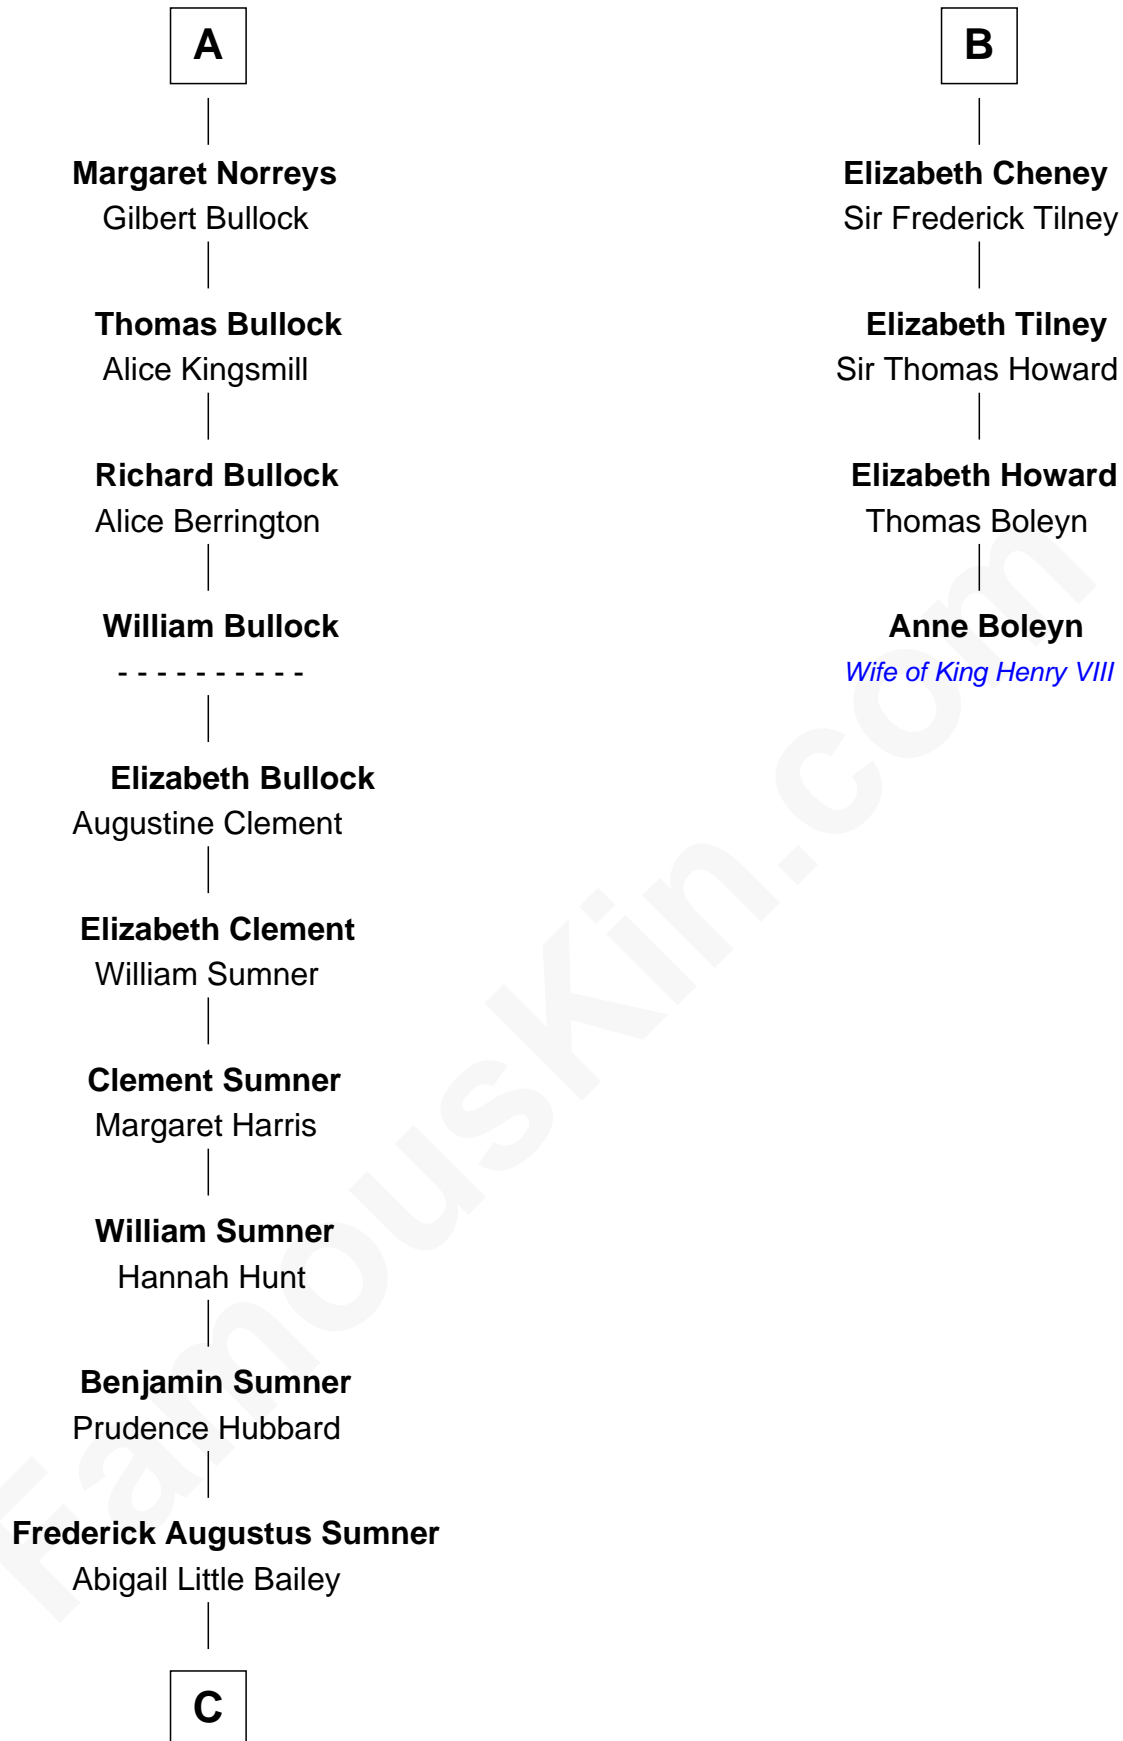 A
Margaret Norreys
Gilbert Bullock
Thomas Bullock
Alice Kingsmill
Richard Bullock
Alice Berrington
William Bullock
- - - - - - - - - -
Elizabeth Bullock
Augustine Clement
Elizabeth Clement
William Sumner
Clement Sumner
Margaret Harris
William Sumner
Hannah Hunt
Benjamin Sumner
Prudence Hubbard
Frederick Augustus Sumner
Abigail Little Bailey
C
B
Elizabeth Cheney
Sir Frederick Tilney
Elizabeth Tilney
Sir Thomas Howard
Elizabeth Howard
Thomas Boleyn
Anne Boleyn
Wife of King Henry VIII
FamousKin.com